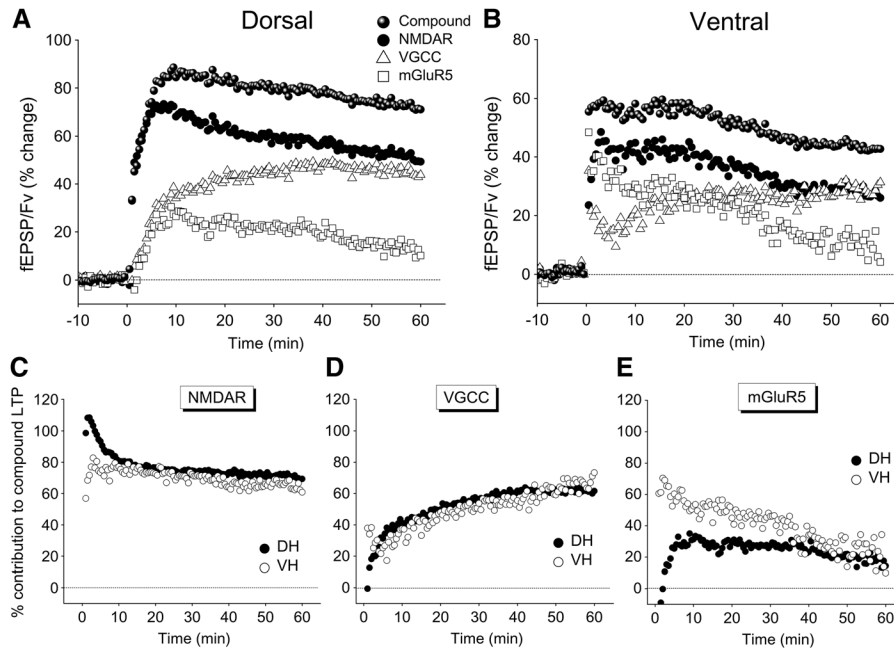 A
Dorsal
Compound
NMDAR
VGCC
mGluR5
fEPSP/Fv (% change)
100
80
60
40
20
0
-10 0 10 20 30 40 50 60
Time (min)
B
Ventral
fEPSP/Fv (% change)
80
60
40
20
0
-10 0 10 20 30 40 50 60
Time (min)
C
NMDAR
% contribution to compound LTP
120
100
80
60
40
20
0
DH
VH
0 10 20 30 40 50 60
Time (min)
D
VGCC
120
100
80
60
40
20
0
DH
VH
0 10 20 30 40 50 60
Time (min)
E
mGluR5
120
100
80
60
40
20
0
DH
VH
0 10 20 30 40 50 60
Time (min)